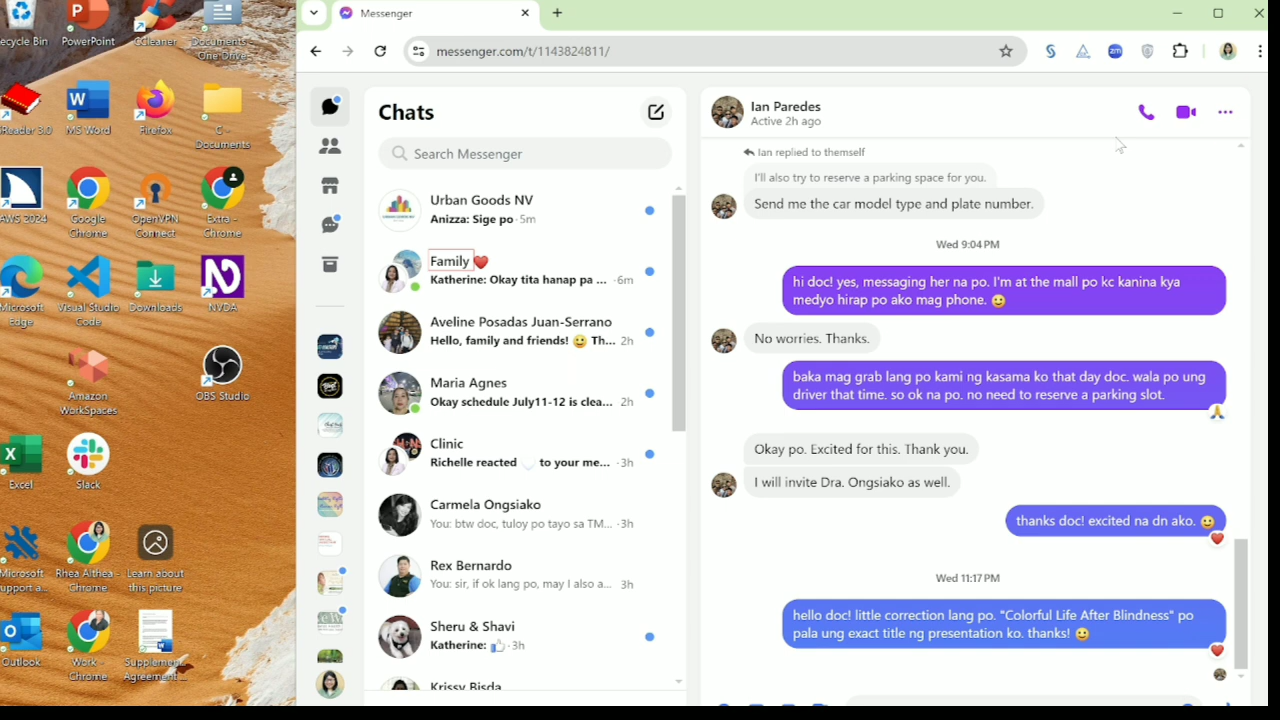 Recycle Bin
PowerPoint
CCleaner
Documents - One Drive
Reader 3.0
MS Word
Firefox
C - Documents
JAWS 2024
Google Chrome
OpenVPN Connect
Extra - Chrome
Microsoft Edge
Visual Studio Code
Downloads
NVDA
Amazon WorkSpaces
OBS Studio
Excel
Slack
Microsoft Support a...
Rhea Althea - Chrome
Learn about this picture
Outlook
Work - Chrome
Supplement... Agreement ...
Messenger
messenger.com/t/1143824811/
Chats
Search Messenger
Urban Goods NV
Anizza: Sige po · 5m
Family ❤️
Katherine: Okay tita hanap pa ... · 6m
Aveline Posadas Juan-Serrano
Hello, family and friends! 😀 Th... 2h
Maria Agnes
Okay schedule July11-12 is clea... · 2h
Clinic
Richelle reacted 🤍 to your me... · 3h
Carmela Ongsiako
You: btw doc, tuloy po tayo sa TM... · 3h
Rex Bernardo
You: sir, if ok lang po, may I also a... 3h
Sheru & Shavi
Katherine: 👍 · 3h
Krissy Bisda
Ian Paredes
Active 2h ago
Ian replied to themself
I'll also try to reserve a parking space for you.
Send me the car model type and plate number.
Wed 9:04 PM
hi doc! yes, messaging her na po. I'm at the mall po kc kanina kya
medyo hirap po ako mag phone. 😀
No worries. Thanks.
baka mag grab lang po kami ng kasama ko that day doc. wala po ung
driver that time. so ok na po. no need to reserve a parking slot.
🙏
Okay po. Excited for this. Thank you.
I will invite Dra. Ongsiako as well.
thanks doc! excited na dn ako. 😀
Wed 11:17 PM
hello doc! little correction lang po. "Colorful Life After Blindness" po
pala ung exact title ng presentation ko. thanks! 😀